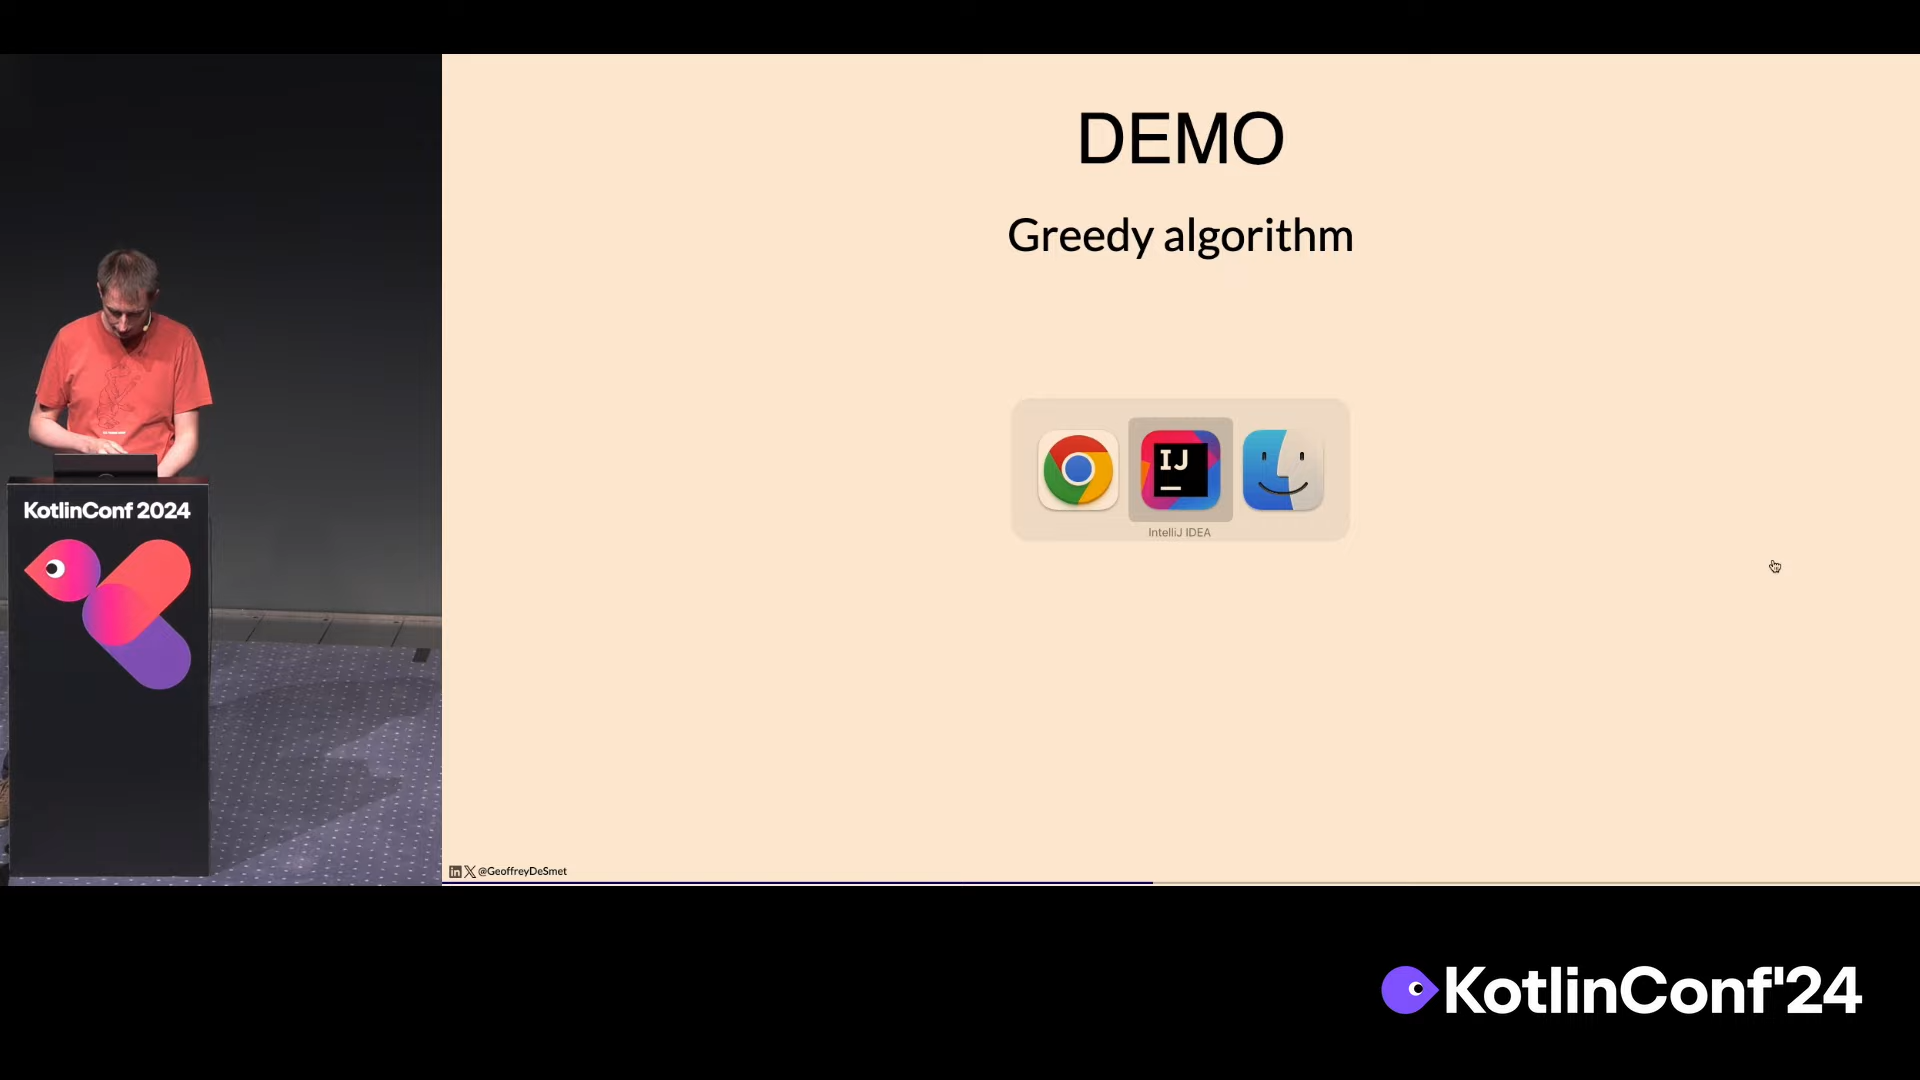 DEMO
Greedy algorithm
IJ
IntelliJ IDEA
KotlinConf 2024
@GeoffreyDeSmet
KotlinConf'24